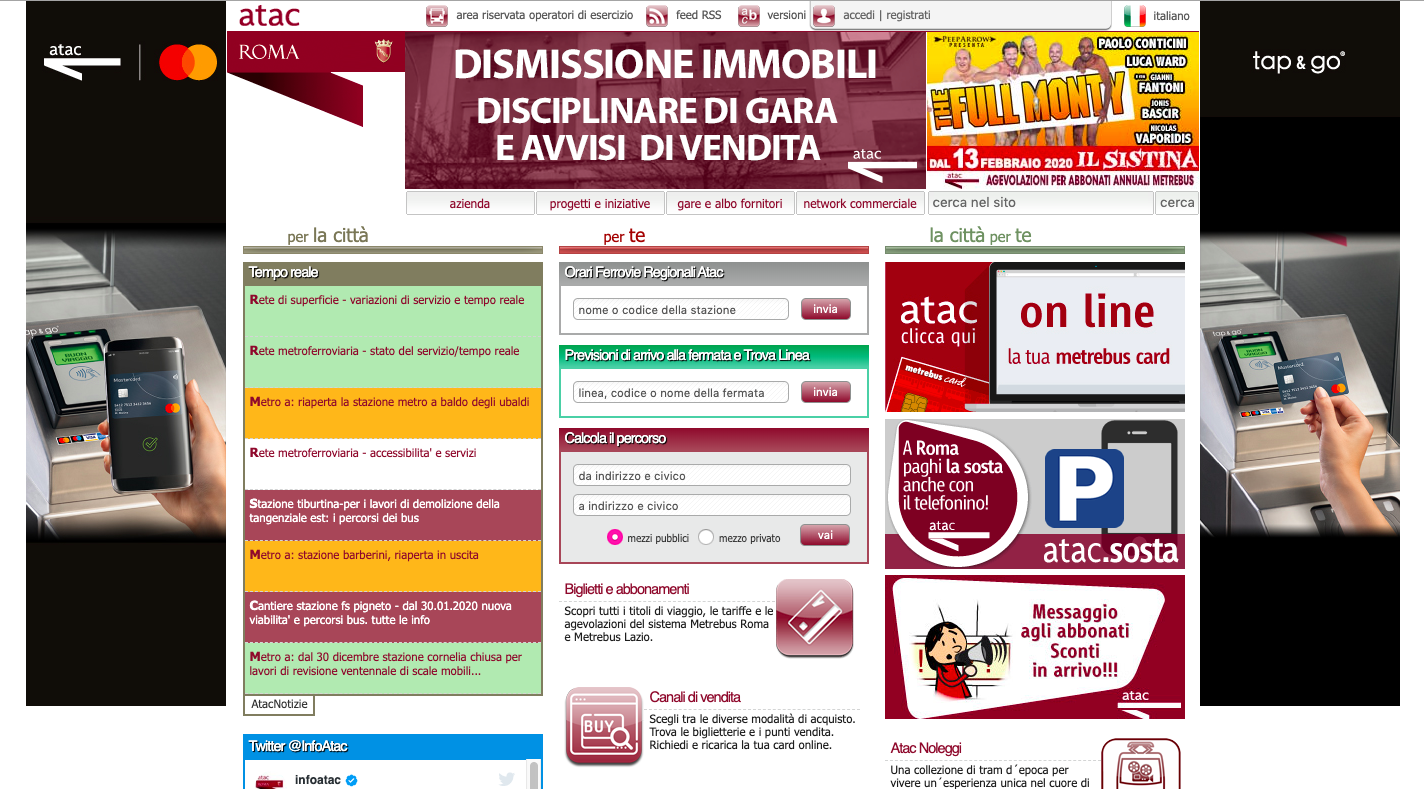 atac
area riservata operatori di esercizio
feed RSS
versioni
accedi | registrati
italiano
atac
tap & go
ROMA
DISMISSIONE IMMOBILI
DISCIPLINARE DI GARA
E AVVISI DI VENDITA
atac
PEEPARROW
PRESENTA
THE FULL MONTY
PAOLO CONTICINI
LUCA WARD
GIANNI
FANTONI
JONIS
BASCIR
NICOLAS
VAPORIDIS
DAL 13 FEBBRAIO 2020 IL SISTINA
atac
AGEVOLAZIONI PER ABBONATI ANNUALI METREBUS
azienda
progetti e iniziative
gare e albo fornitori
network commerciale
cerca nel sito
cerca
per la città
per te
la città per te
Tempo reale
Rete di superficie - variazioni di servizio e tempo reale
Rete metroferroviaria - stato del servizio/tempo reale
Metro a: riaperta la stazione metro a baldo degli ubaldi
Rete metroferroviaria - accessibilita' e servizi
Stazione tiburtina-per i lavori di demolizione della
tangenziale est: i percorsi dei bus
Metro a: stazione barberini, riaperta in uscita
Cantiere stazione fs pigneto - dal 30.01.2020 nuova
viabilita' e percorsi bus. tutte le info
Metro a: dal 30 dicembre stazione cornelia chiusa per
lavori di revisione ventennale di scale mobili...
AtacNotizie
Twitter @InfoAtac
infoatac
Orari Ferrovie Regionali Atac
nome o codice della stazione
invia
Previsioni di arrivo alla fermata e Trova Linea
linea, codice o nome della fermata
invia
Calcola il percorso
da indirizzo e civico
a indirizzo e civico
mezzi pubblici
mezzo privato
vai
Biglietti e abbonamenti
Scopri tutti i titoli di viaggio, le tariffe e le
agevolazioni del sistema Metrebus Roma
e Metrebus Lazio.
BUY
Canali di vendita
Scegli tra le diverse modalità di acquisto.
Trova le biglietterie e i punti vendita.
Richiedi e ricarica la tua card online.
atac
clicca qui
metrebus card
on line
la tua metrebus card
A Roma
paghi la sosta
anche con
il telefonino!
atac
P
atac.sosta
Messaggio
agli abbonati
Sconti
in arrivo!!!
atac
Atac Noleggi
Una collezione di tram d´epoca per
vivere un´esperienza unica nel cuore di
tap & go
BUON
VIAGGIO
Mastercard
tap & go
BUON
VIAGGIO
Mastercard